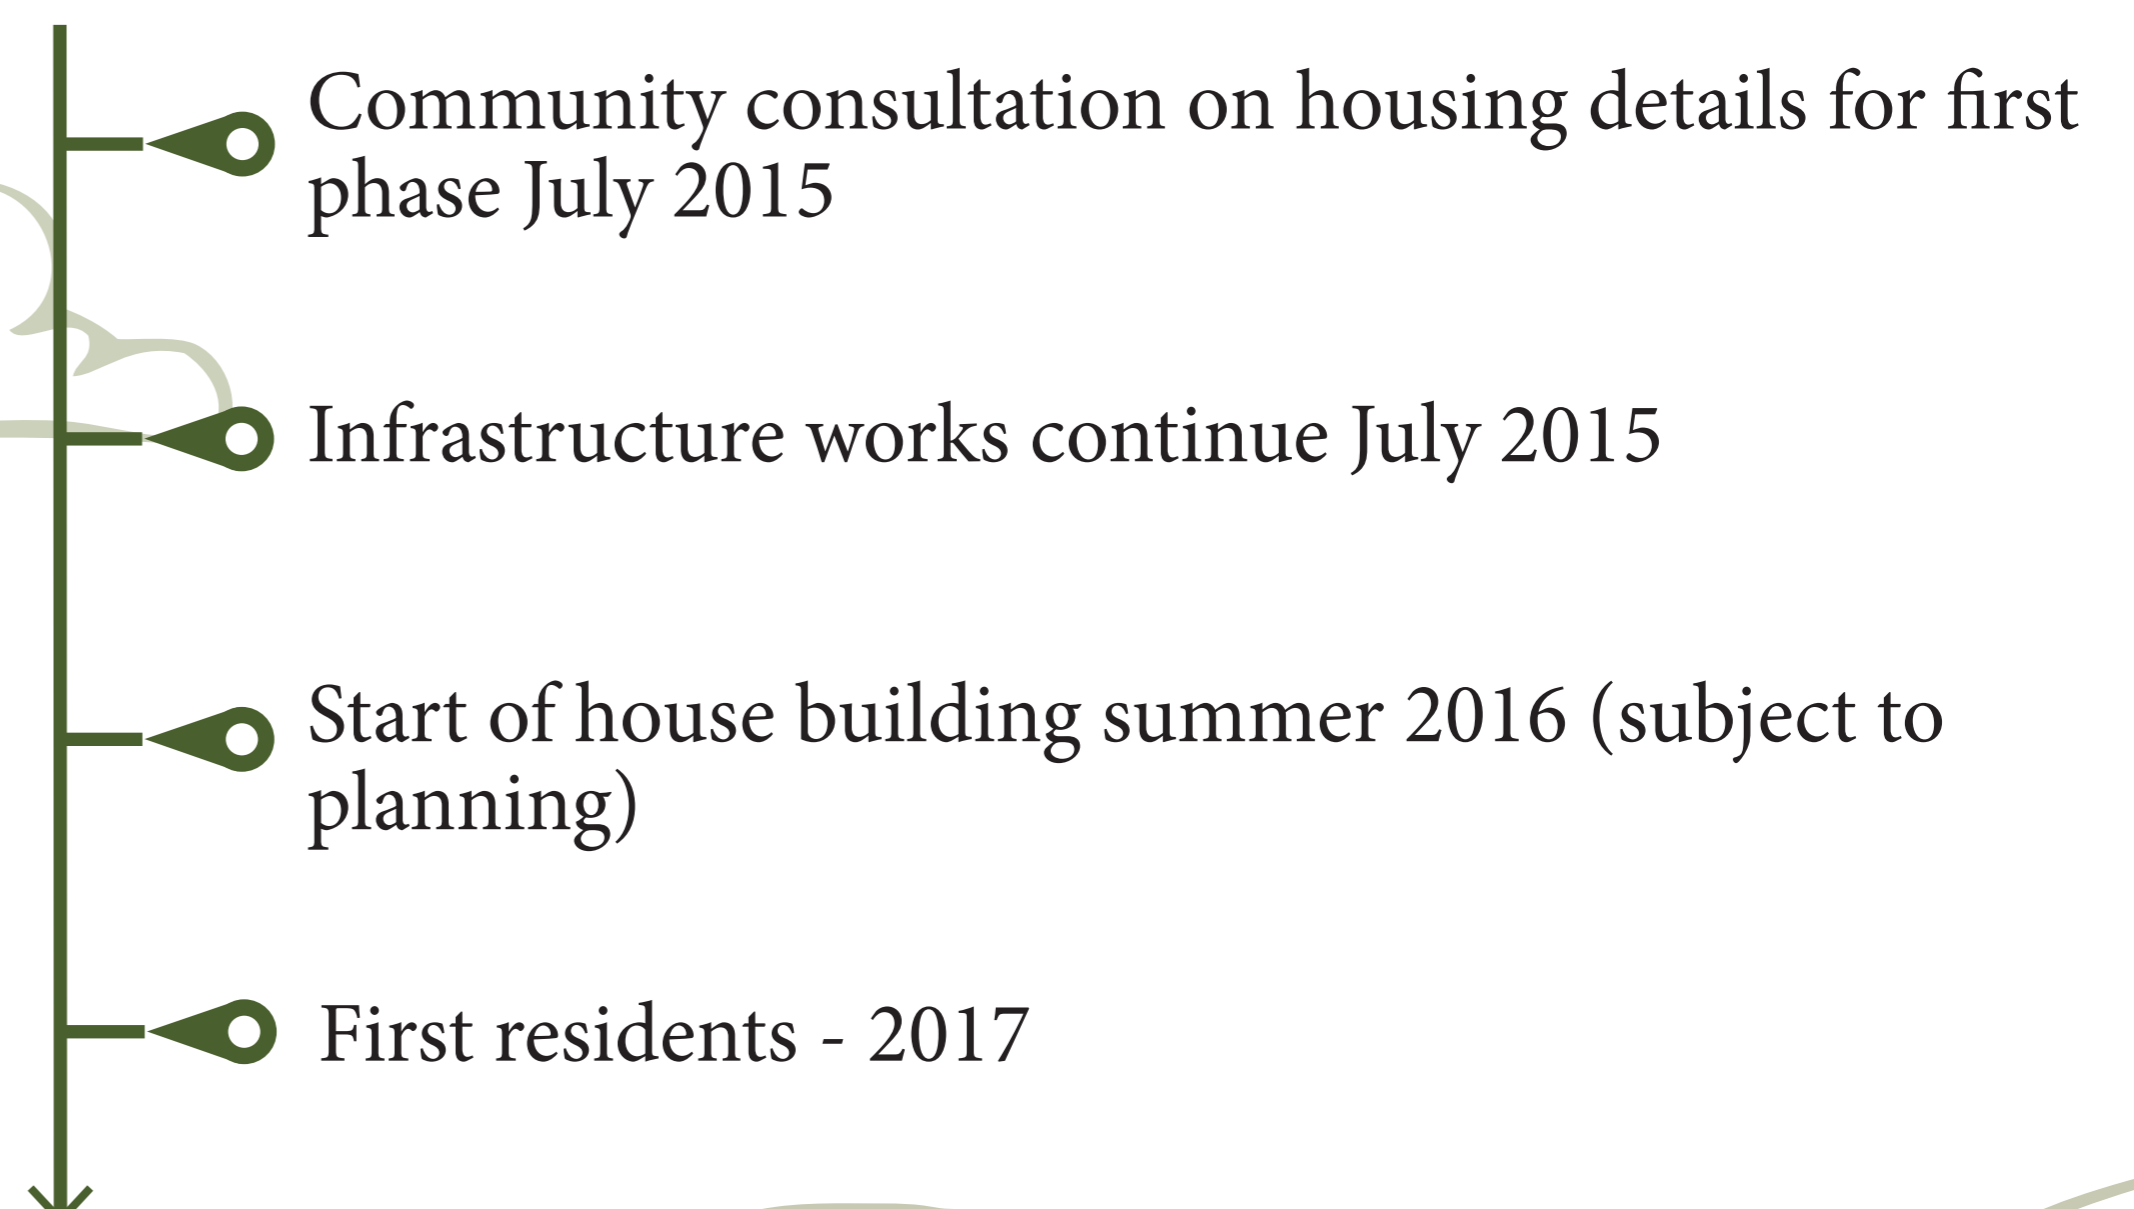 Community consultation on housing details for first
phase July 2015
Infrastructure works continue July 2015
Start of house building summer 2016 (subject to
planning)
First residents - 2017